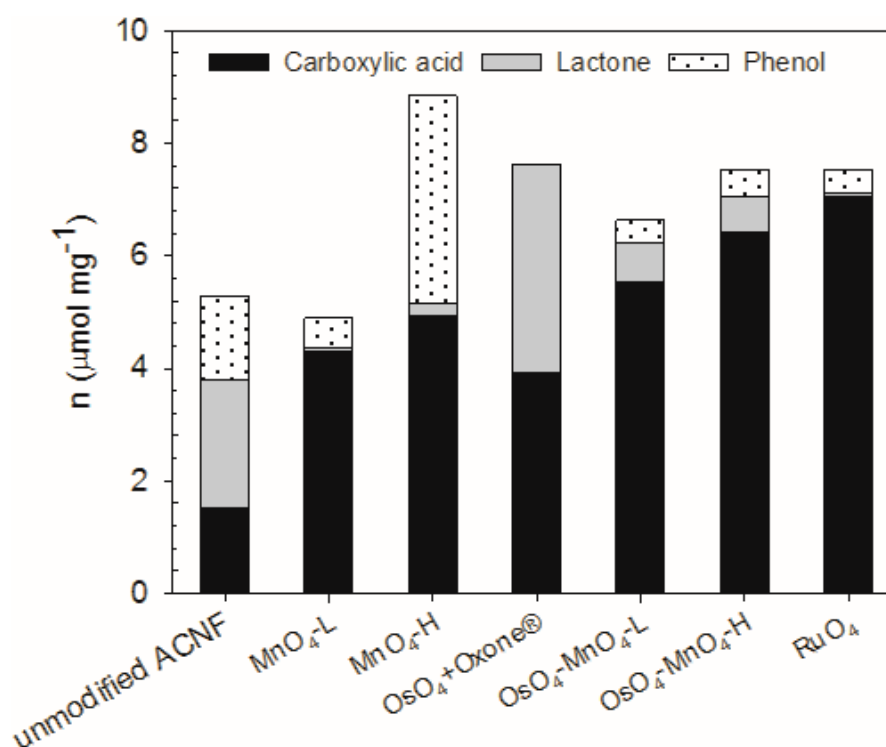 10
Carboxylic acid Lactone Phenol
8
6
4
2
0
n (μmol mg⁻¹)
unmodified ACNF
MnO₄-L
MnO₄-H
OsO₄+Oxone®
OsO₄-MnO₄-L
OsO₄-MnO₄-H
RuO₄